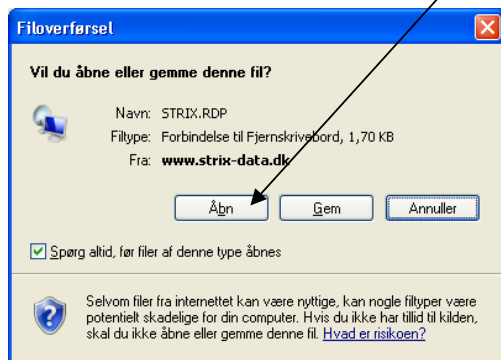 Filoverførsel
Vil du åbne eller gemme denne fil?
Navn: STRIX.RDP
Filtype: Forbindelse til Fjernskrivebord, 1,70 KB
Fra: www.strix-data.dk
Åbn Gem Annuller
Spørg altid, før filer af denne type åbnes
Selvom filer fra internettet kan være nyttige, kan nogle filtyper være
potentielt skadelige for din computer. Hvis du ikke har tillid til kilden,
skal du ikke åbne eller gemme denne fil. Hvad er risikoen?